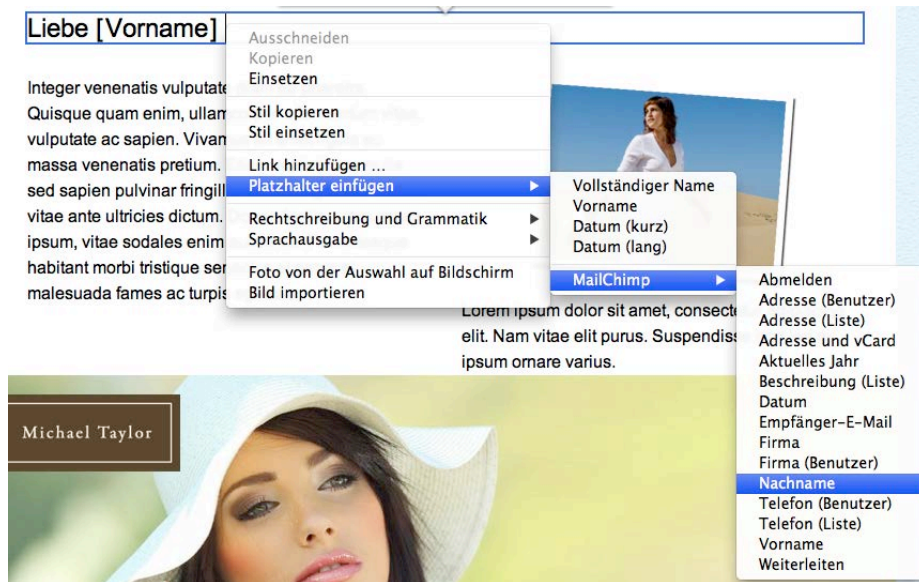 Liebe [Vorname]
Integer venenatis vulputate
Quisque quam enim, ullam
vulputate ac sapien. Vivam
massa venenatis pretium.
sed sapien pulvinar fringill
vitae ante ultricies dictum.
ipsum, vitae sodales enim
habitant morbi tristique ser
malesuada fames ac turpis
Ausschneiden
Kopieren
Einsetzen
Stil kopieren
Stil einsetzen
Link hinzufügen ...
Platzhalter einfügen
Rechtschreibung und Grammatik
Sprachausgabe
Foto von der Auswahl auf Bildschirm
Bild importieren
Vollständiger Name
Vorname
Datum (kurz)
Datum (lang)
MailChimp
Abmelden
Adresse (Benutzer)
Adresse (Liste)
Adresse und vCard
Aktuelles Jahr
Beschreibung (Liste)
Datum
Empfänger-E-Mail
Firma
Firma (Benutzer)
Nachname
Telefon (Benutzer)
Telefon (Liste)
Vorname
Weiterleiten
Lorem ipsum dolor sit amet, consecte
elit. Nam vitae elit purus. Suspendiss
ipsum ornare varius.
Michael Taylor